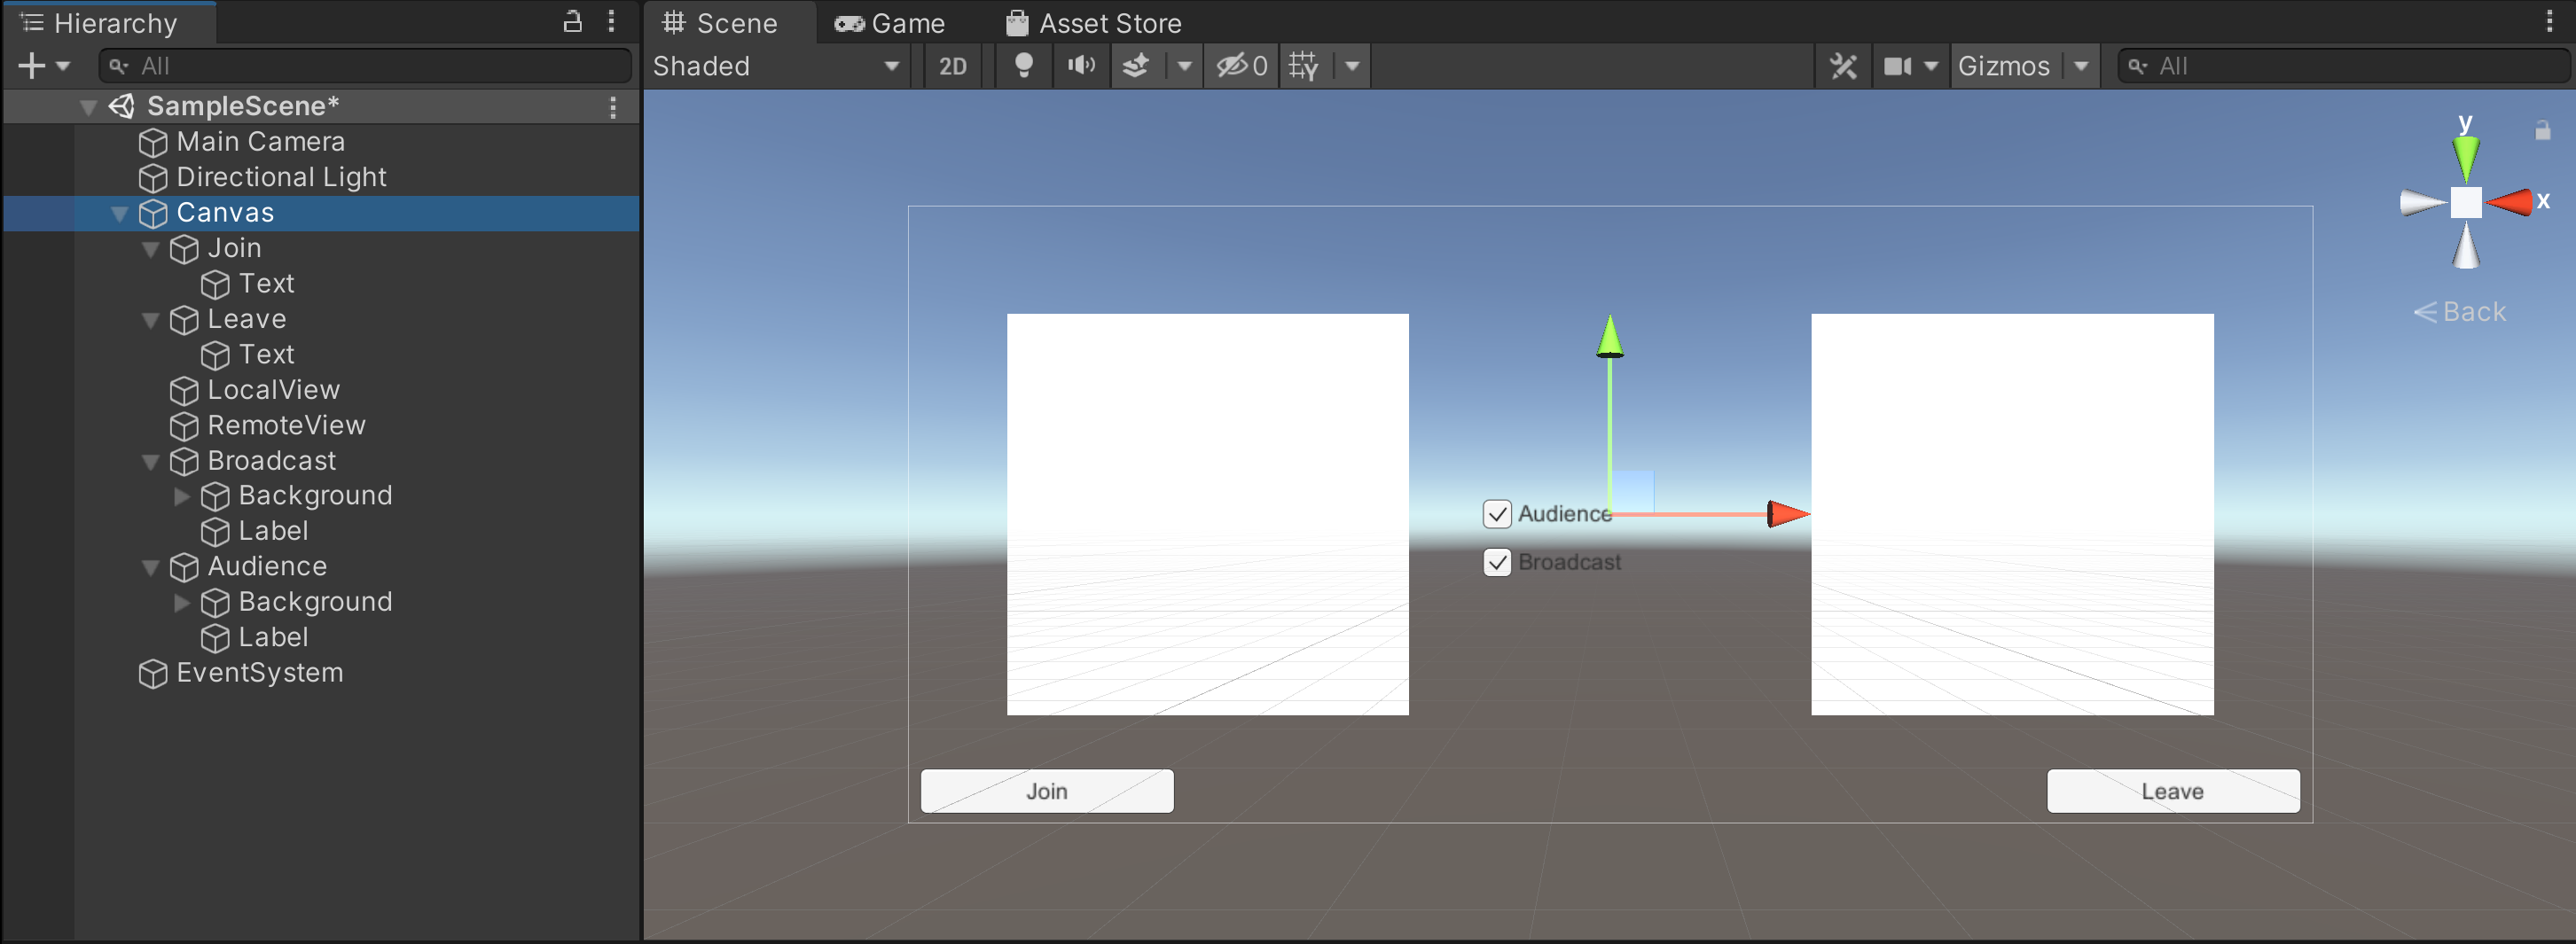 Hierarchy
All
SampleScene*
Main Camera
Directional Light
Canvas
Join
Text
Leave
Text
LocalView
RemoteView
Broadcast
Background
Label
Audience
Background
Label
EventSystem
Scene Game Asset Store
Shaded 2D 0 Gizmos All
y
x
Back
Audience
Broadcast
Join
Leave